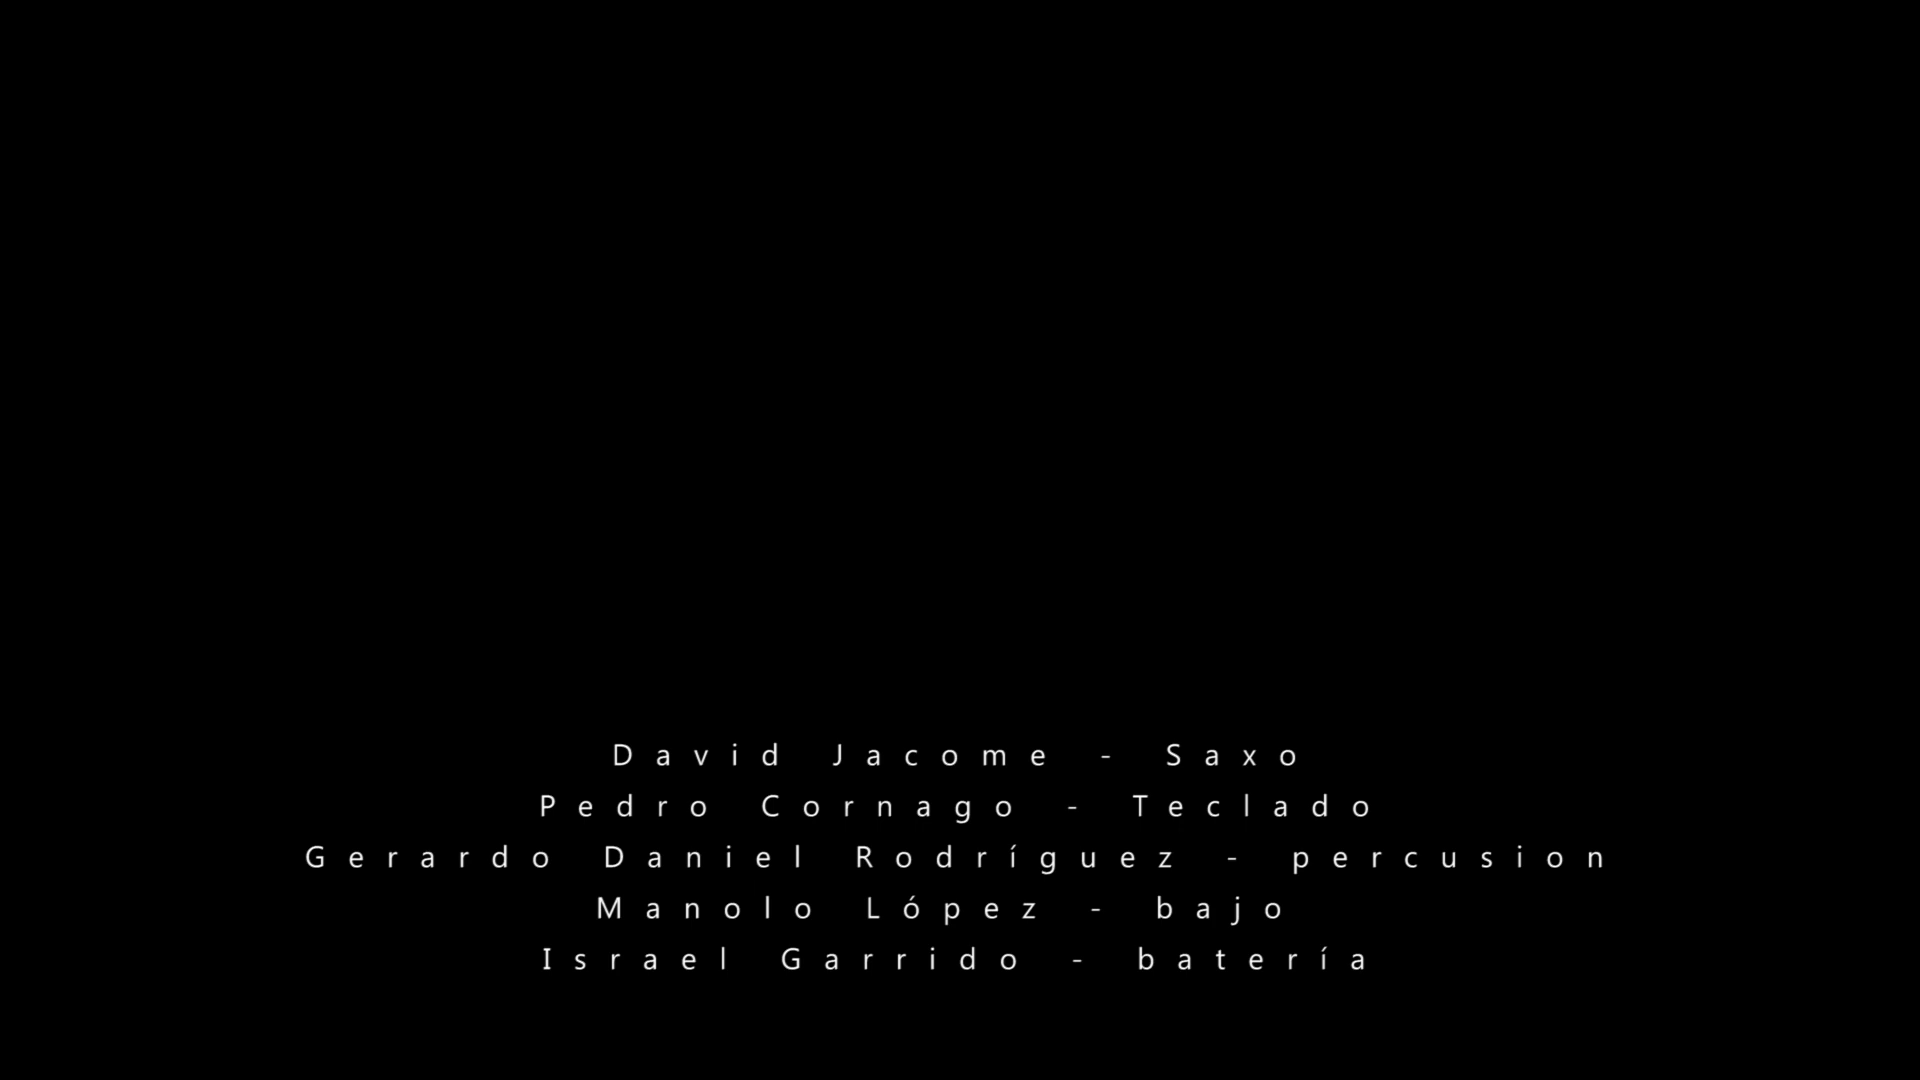 David Jacome - Saxo
Pedro Cornago - Teclado
Gerardo Daniel Rodríguez - percusion
Manolo López - bajo
Israel Garrido - batería